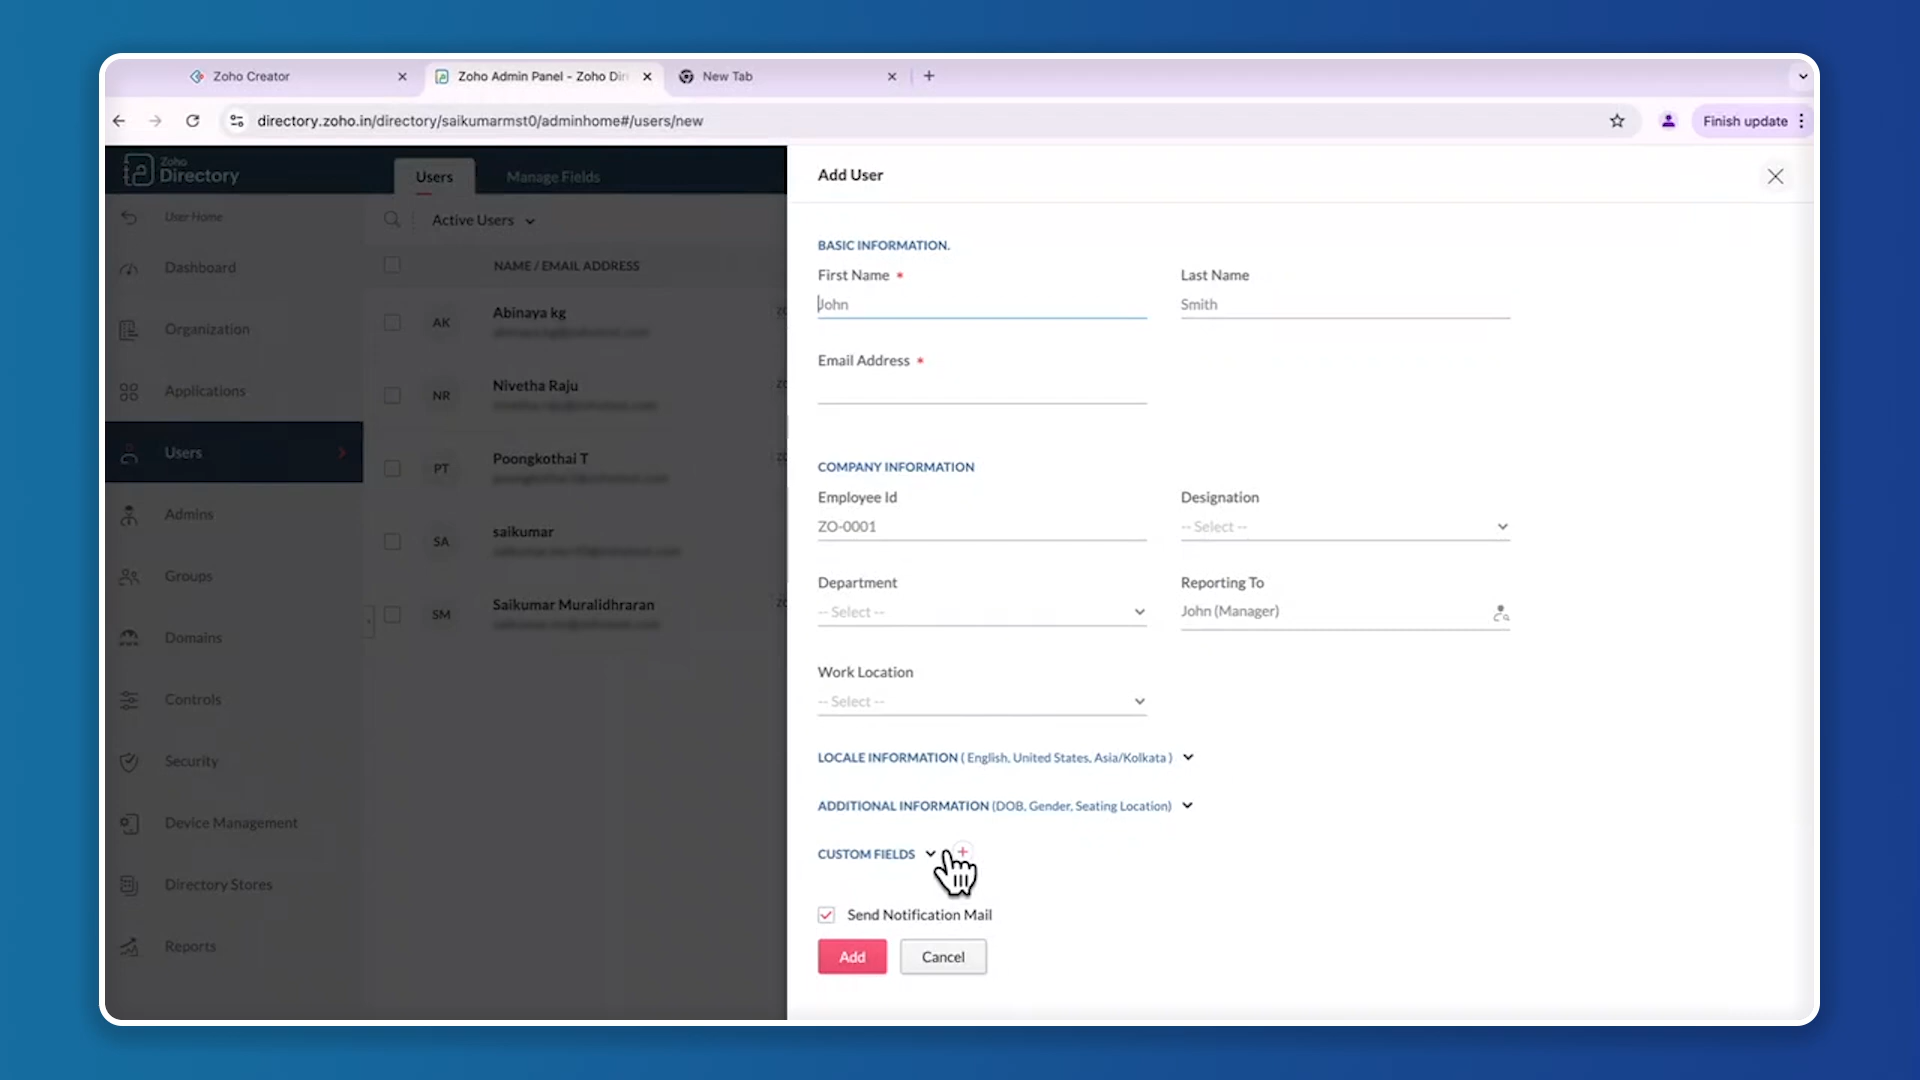 Zoho Creator
Zoho Admin Panel - Zoho Dir
New Tab
directory.zoho.in/directory/saikumarmst0/adminhome#/users/new
Finish update
Zoho
Directory
Users
Manage Fields
User Home
Dashboard
Organization
Applications
Users
Admins
Groups
Domains
Controls
Security
Device Management
Directory Stores
Reports
Active Users
NAME / EMAIL ADDRESS
AK
Abinaya kg
NR
Nivetha Raju
PT
Poongkothai T
SA
saikumar
SM
Saikumar Muralidhraran
Add User
BASIC INFORMATION.
First Name *
Last Name
John
Smith
Email Address *
COMPANY INFORMATION
Employee Id
Designation
ZO-0001
-- Select --
Department
Reporting To
-- Select --
John (Manager)
Work Location
-- Select --
LOCALE INFORMATION ( English, United States, Asia/Kolkata )
ADDITIONAL INFORMATION (DOB, Gender, Seating Location)
CUSTOM FIELDS
Send Notification Mail
Add
Cancel